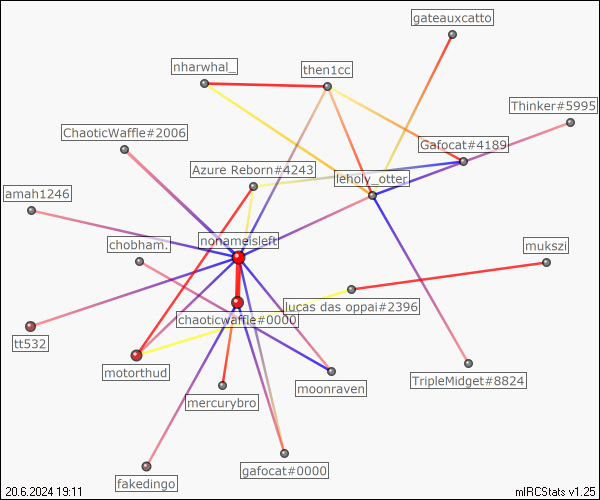 gateauxcatto
nharwhal_
then1cc
Thinker#5995
ChaoticWaffle#2006
Gafocat#4189
Azure Reborn#4243
leholy_otter
amah1246
nonameisleft
chobham.
mukszi
lucas das oppai#2396
chaoticwaffle#0000
tt532
motorthud
moonraven
TripleMidget#8824
mercurybro
gafocat#0000
fakedingo
20.6.2024 19:11
mIRCStats v1.25